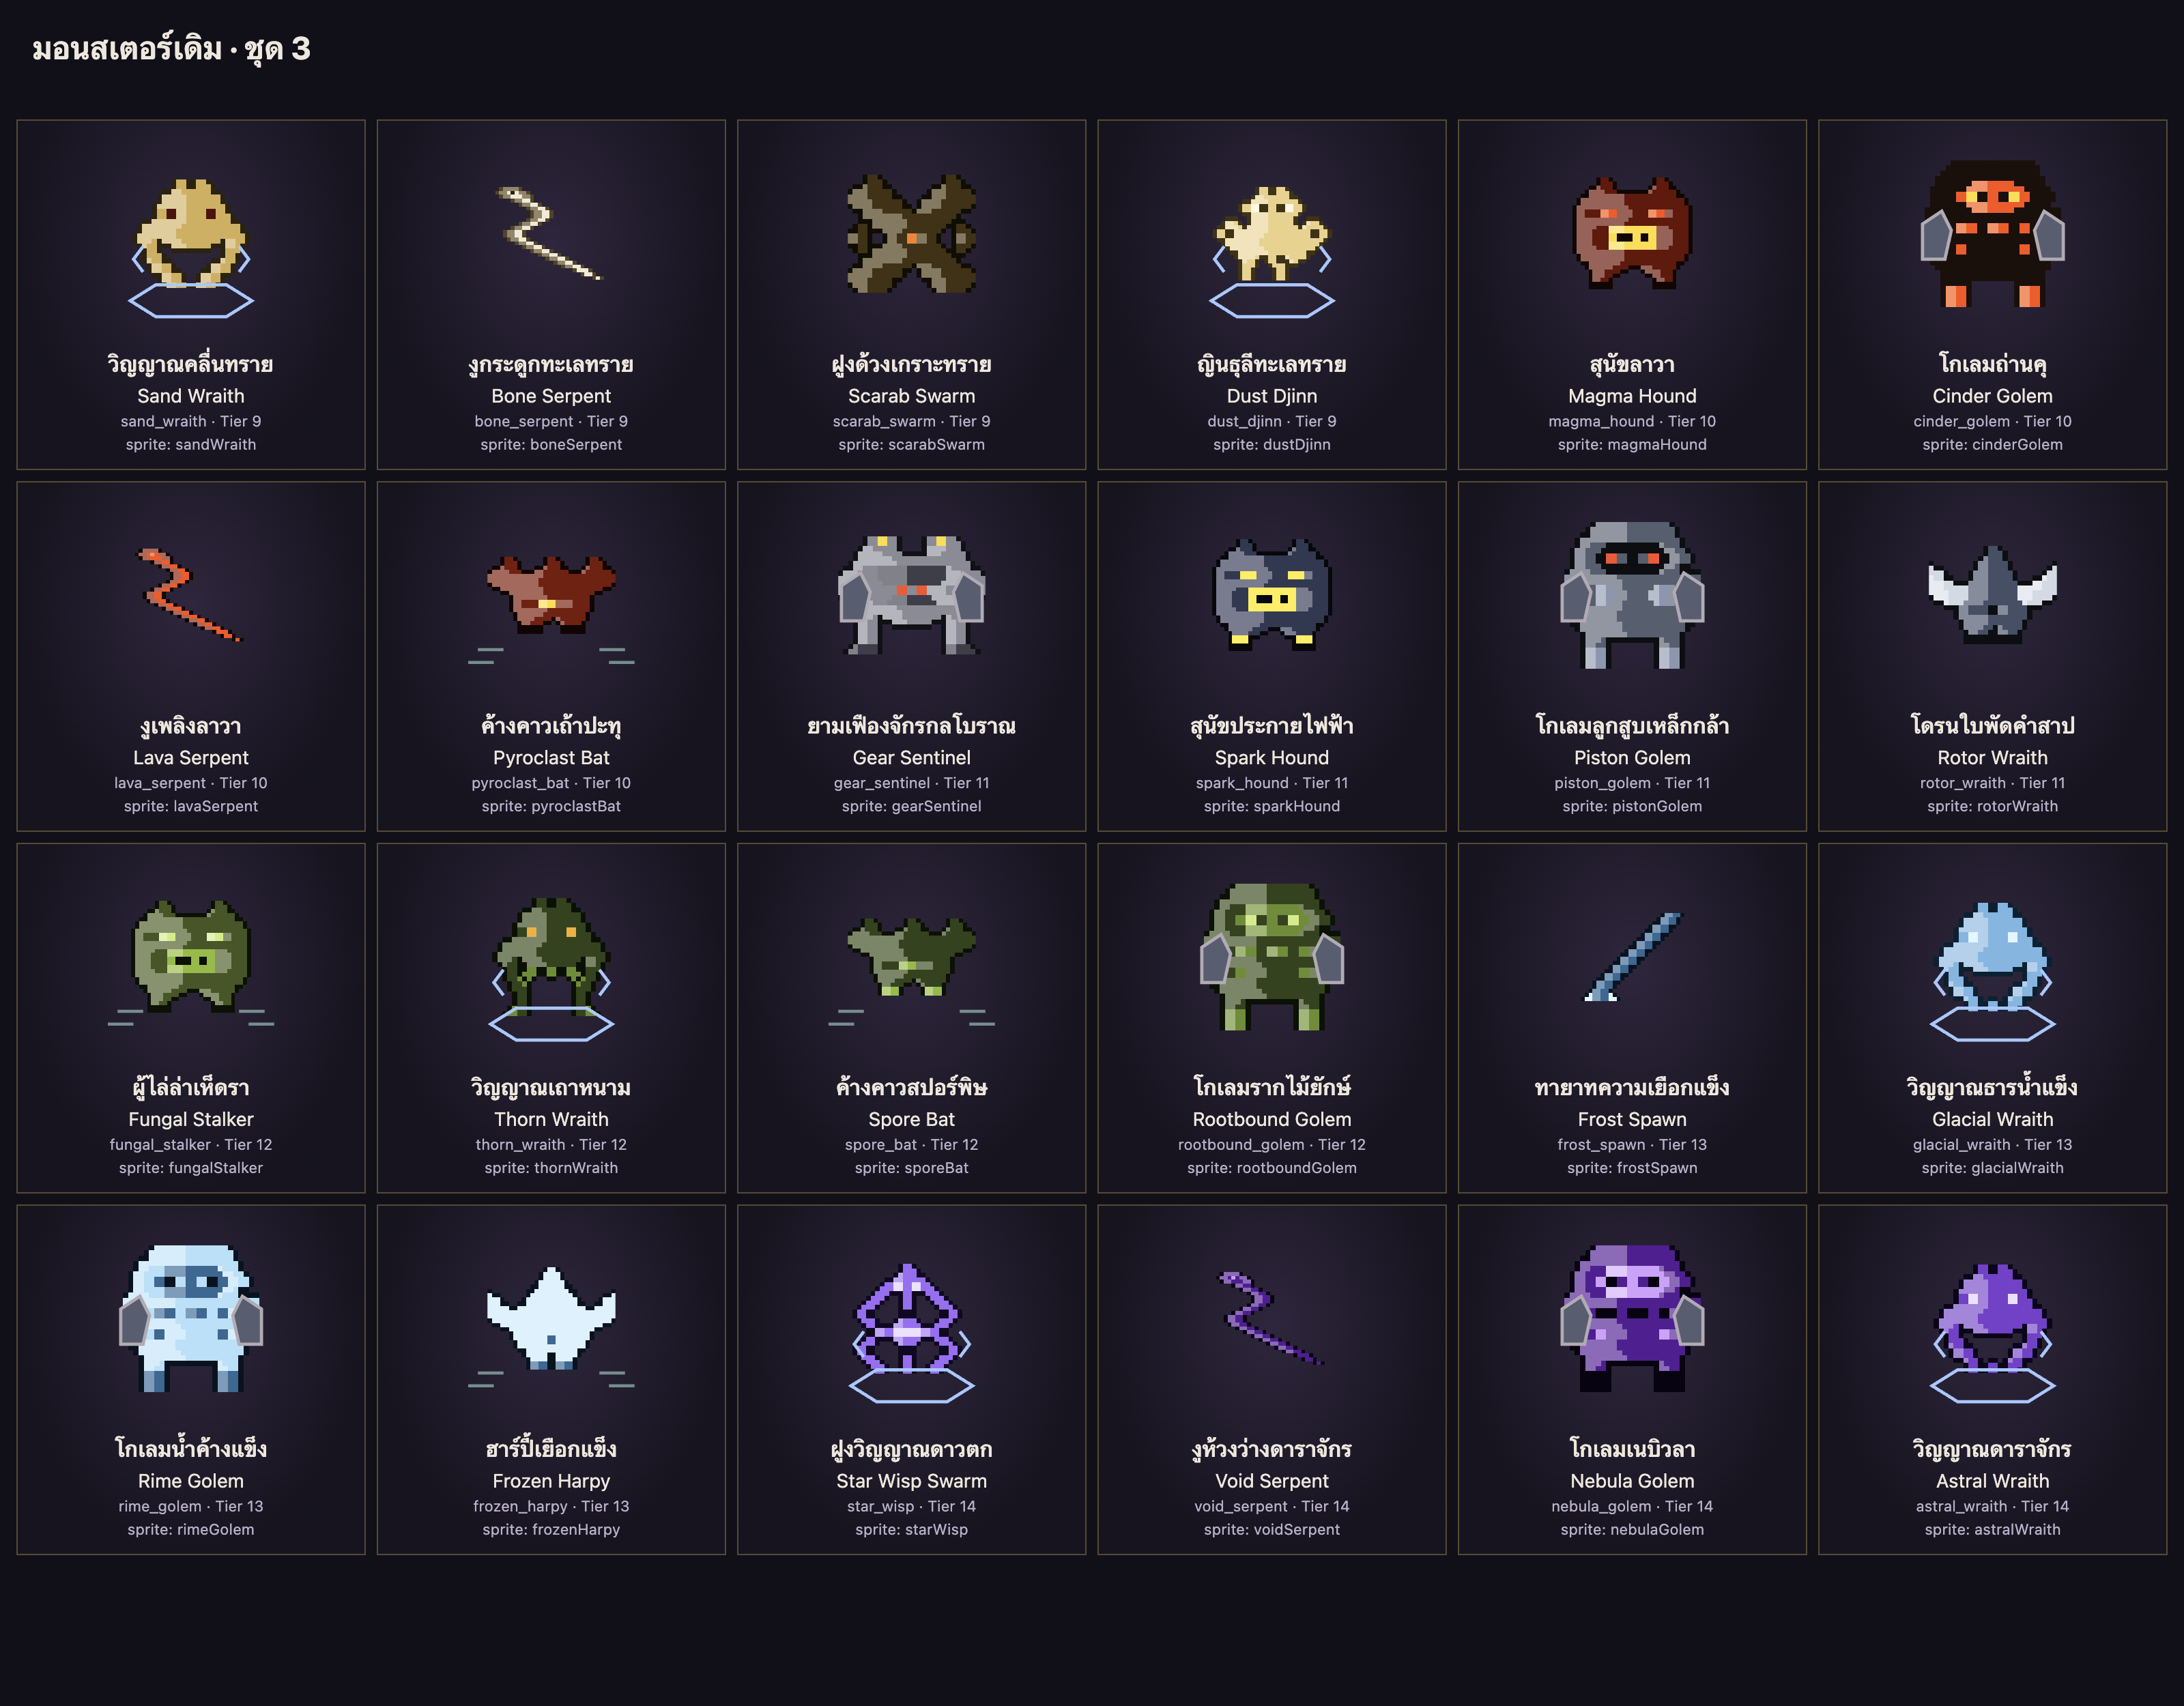 มอนสเตอร์เดิม · ชุด 3
วิญญาณคลื่นทราย
Sand Wraith
sand_wraith · Tier 9
sprite: sandWraith
งูกระดูกทะเลทราย
Bone Serpent
bone_serpent · Tier 9
sprite: boneSerpent
ฝูงด้วงเกราะทราย
Scarab Swarm
scarab_swarm · Tier 9
sprite: scarabSwarm
ญินธุลีทะเลทราย
Dust Djinn
dust_djinn · Tier 9
sprite: dustDjinn
สุนัขลาวา
Magma Hound
magma_hound · Tier 10
sprite: magmaHound
โกเลมถ่านคุ
Cinder Golem
cinder_golem · Tier 10
sprite: cinderGolem
งูเพลิงลาวา
Lava Serpent
lava_serpent · Tier 10
sprite: lavaSerpent
ค้างคาวเถ้าปะทุ
Pyroclast Bat
pyroclast_bat · Tier 10
sprite: pyroclastBat
ยามเฟืองจักรกลโบราณ
Gear Sentinel
gear_sentinel · Tier 11
sprite: gearSentinel
สุนัขประกายไฟฟ้า
Spark Hound
spark_hound · Tier 11
sprite: sparkHound
โกเลมลูกสูบเหล็กกล้า
Piston Golem
piston_golem · Tier 11
sprite: pistonGolem
โดรนใบพัดคำสาป
Rotor Wraith
rotor_wraith · Tier 11
sprite: rotorWraith
ผู้ไล่ล่าเห็ดรา
Fungal Stalker
fungal_stalker · Tier 12
sprite: fungalStalker
วิญญาณเถาหนาม
Thorn Wraith
thorn_wraith · Tier 12
sprite: thornWraith
ค้างคาวสปอร์พิษ
Spore Bat
spore_bat · Tier 12
sprite: sporeBat
โกเลมรากไม้ยักษ์
Rootbound Golem
rootbound_golem · Tier 12
sprite: rootboundGolem
ทายาทความเยือกแข็ง
Frost Spawn
frost_spawn · Tier 13
sprite: frostSpawn
วิญญาณธารน้ำแข็ง
Glacial Wraith
glacial_wraith · Tier 13
sprite: glacialWraith
โกเลมน้ำค้างแข็ง
Rime Golem
rime_golem · Tier 13
sprite: rimeGolem
ฮาร์ปี้เยือกแข็ง
Frozen Harpy
frozen_harpy · Tier 13
sprite: frozenHarpy
ฝูงวิญญาณดาวตก
Star Wisp Swarm
star_wisp · Tier 14
sprite: starWisp
งูห้วงว่างดาราจักร
Void Serpent
void_serpent · Tier 14
sprite: voidSerpent
โกเลมเนบิวลา
Nebula Golem
nebula_golem · Tier 14
sprite: nebulaGolem
วิญญาณดาราจักร
Astral Wraith
astral_wraith · Tier 14
sprite: astralWraith